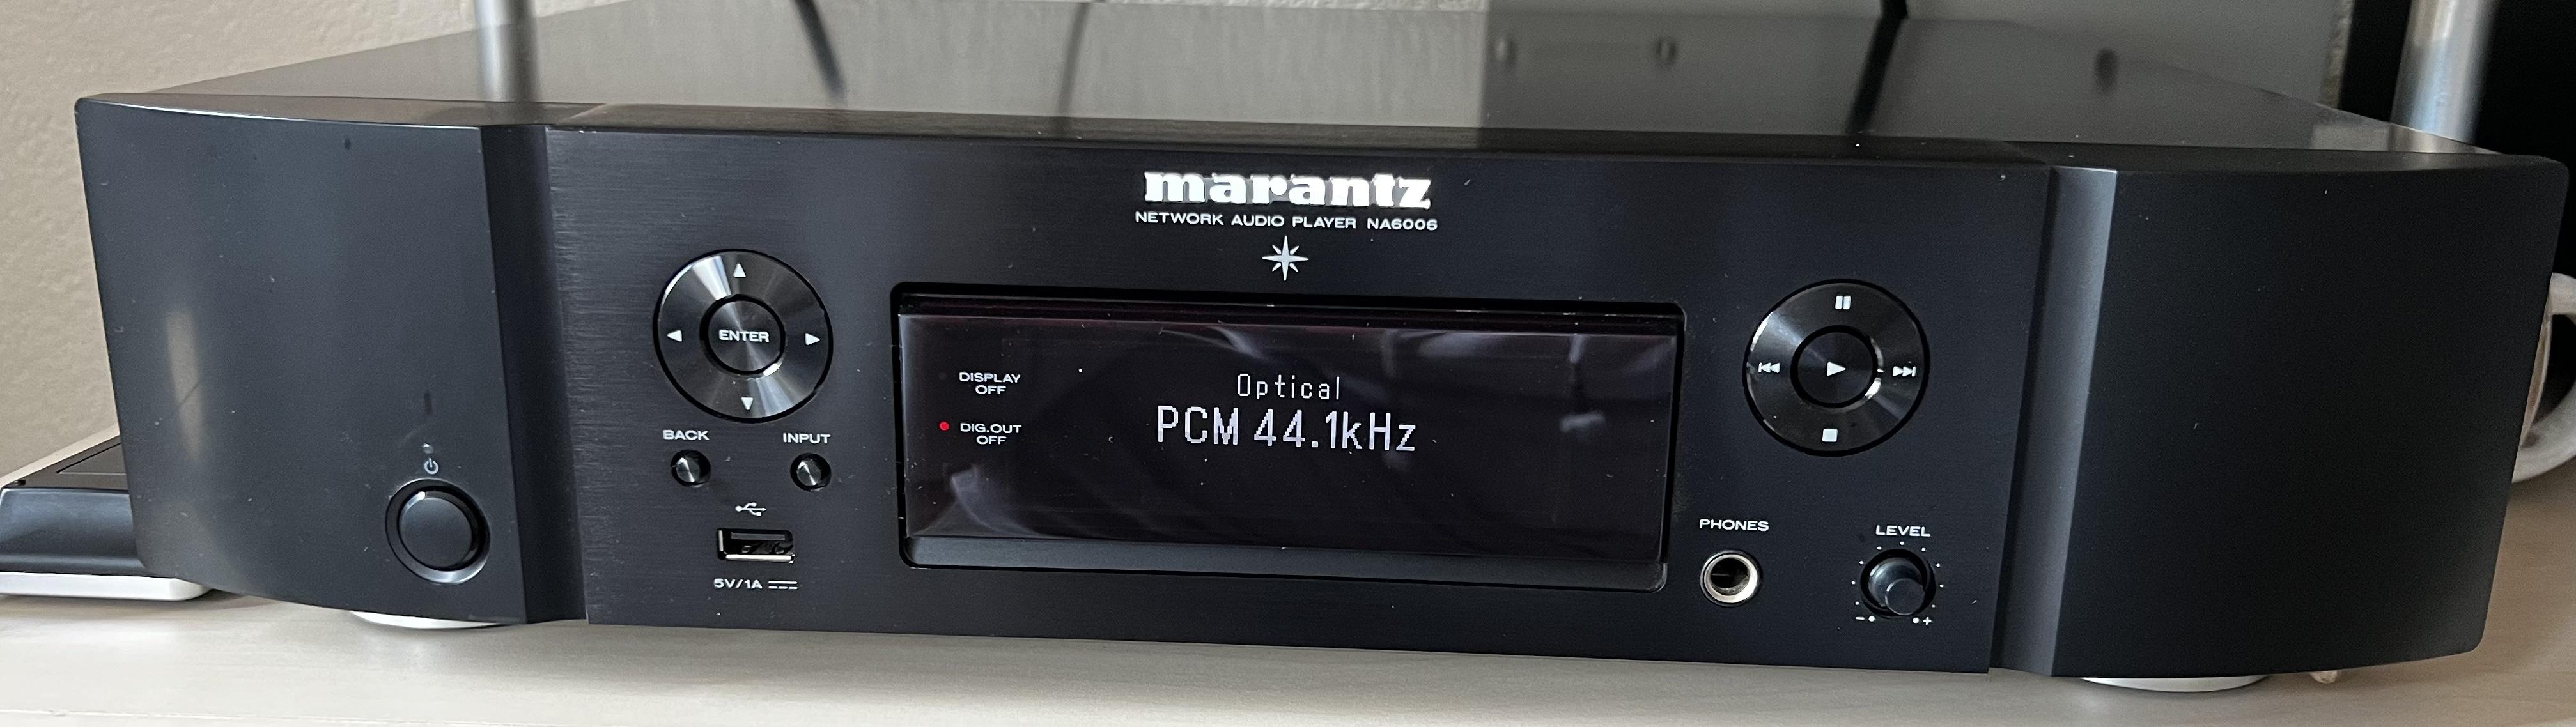 marantz
NETWORK AUDIO PLAYER NA6006
ENTER
BACK
INPUT
5V/1A
DISPLAY
OFF
DIG.OUT
OFF
Optical
PCM 44.1kHz
PHONES
LEVEL
- +